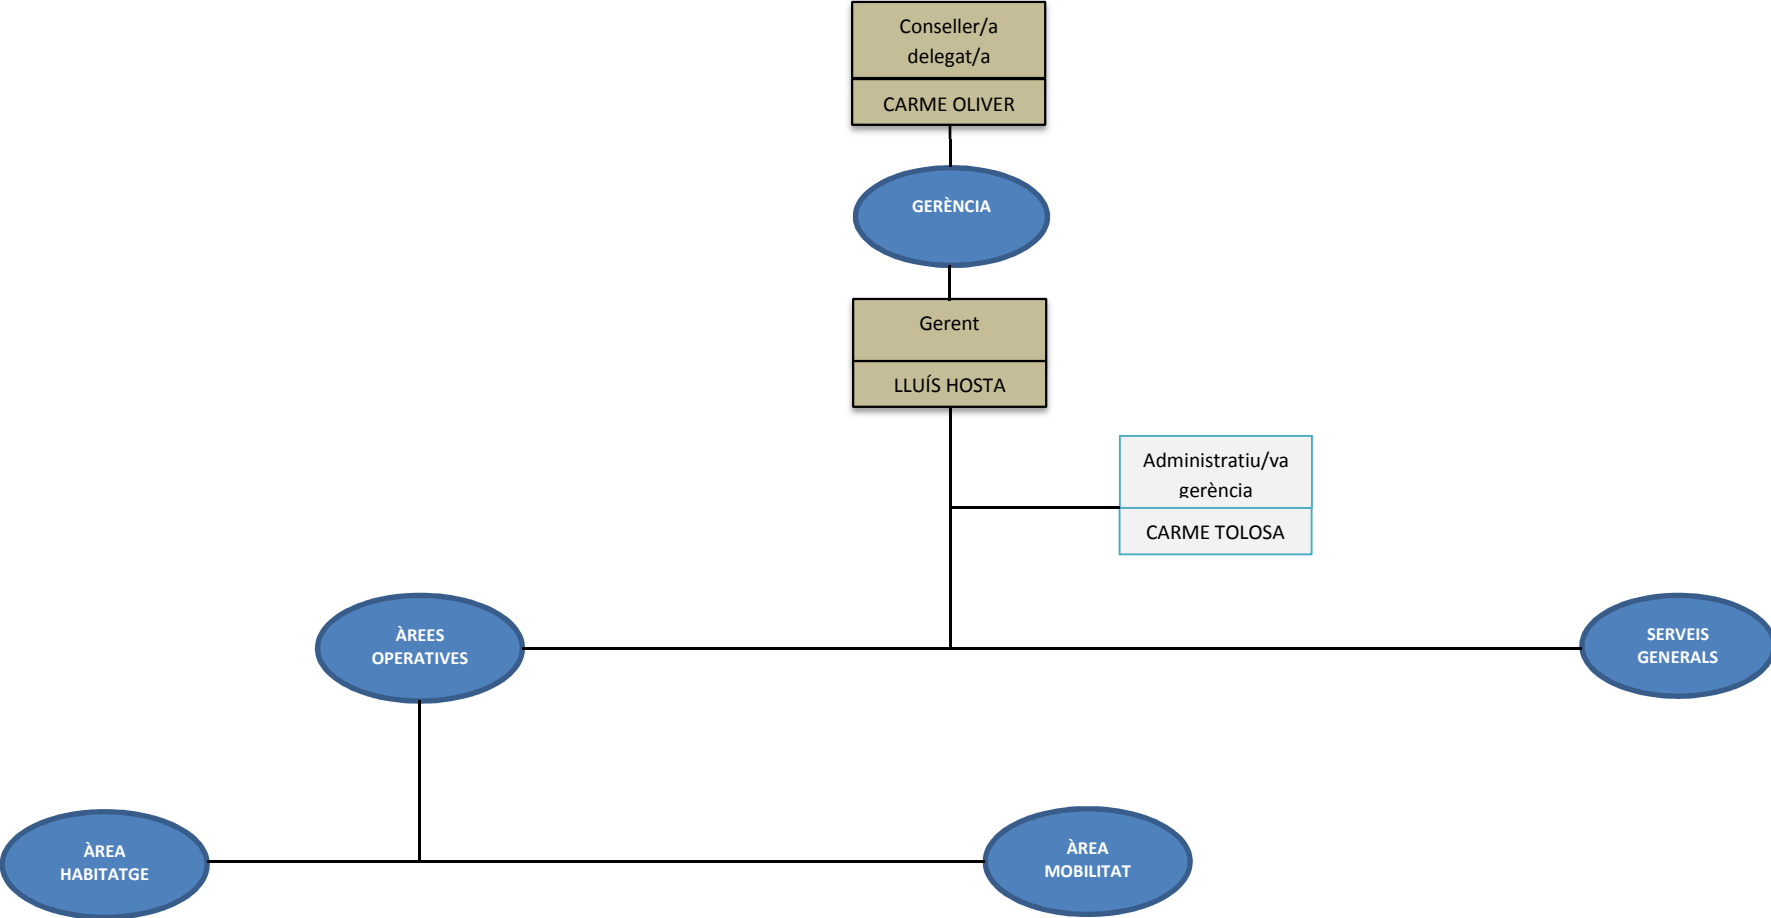 Conseller/a
delegat/a
CARME OLIVER
GERÈNCIA
Gerent
LLUÍS HOSTA
Administratiu/va
gerència
CARME TOLOSA
ÀREES
OPERATIVES
SERVEIS
GENERALS
ÀREA
HABITATGE
ÀREA
MOBILITAT